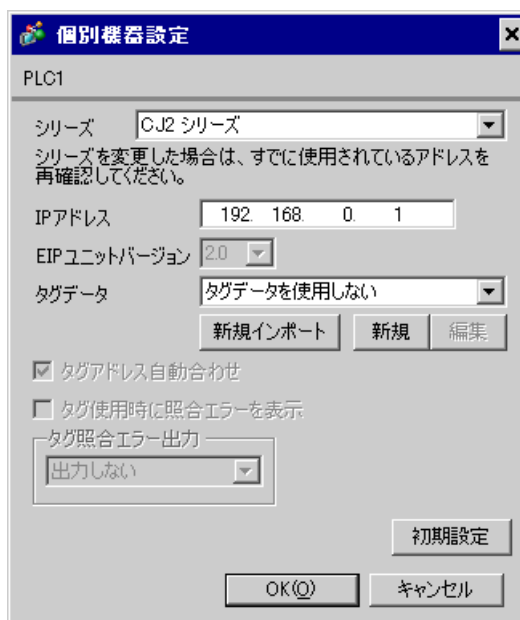 個別機器設定
PLC1
シリーズ CJ2 シリーズ
シリーズを変更した場合は、すでに使用されているアドレスを
再確認してください。
IPアドレス 192. 168. 0. 1
EIPユニットバージョン 2.0
タグデータ タグデータを使用しない
新規インポート 新規 編集
タグアドレス自動合わせ
タグ使用時に照合エラーを表示
タグ照合エラー出力
出力しない
初期設定
OK(O) キャンセル